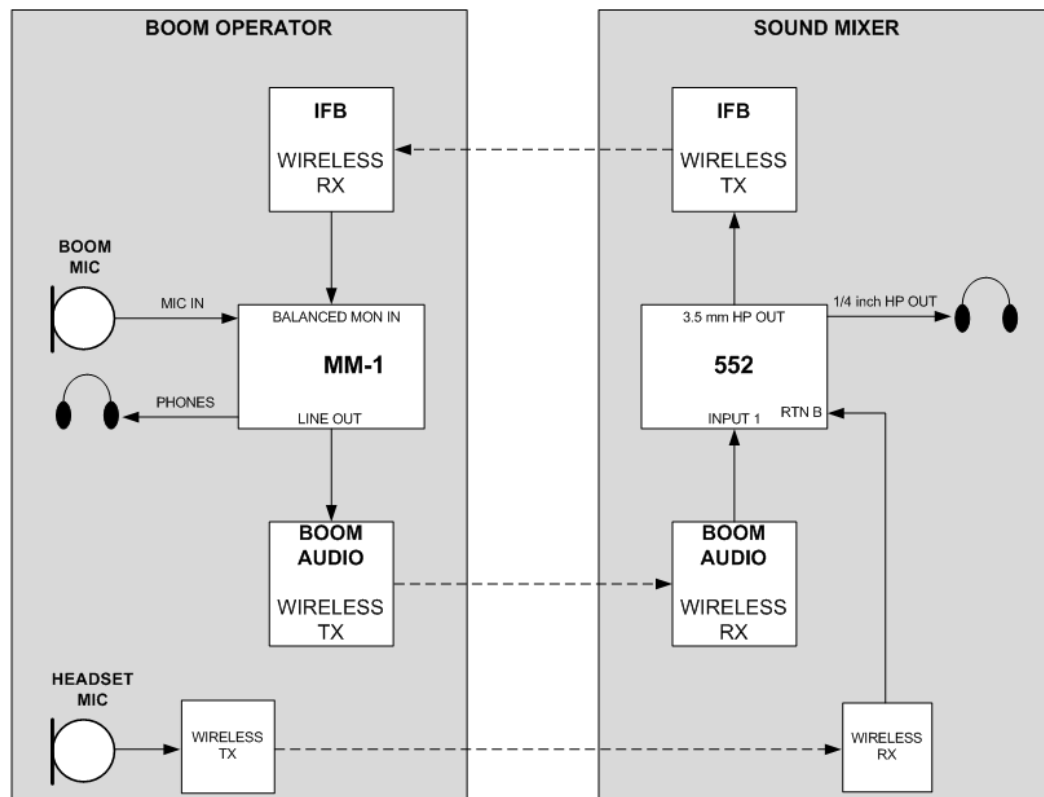 BOOM OPERATOR
IFB
WIRELESS
RX
BOOM
MIC
MIC IN
BALANCED MON IN
MM-1
PHONES
LINE OUT
BOOM
AUDIO
WIRELESS
TX
HEADSET
MIC
WIRELESS
TX
SOUND MIXER
IFB
WIRELESS
TX
3.5 mm HP OUT
1/4 inch HP OUT
552
RTN B
INPUT 1
BOOM
AUDIO
WIRELESS
RX
WIRELESS
RX